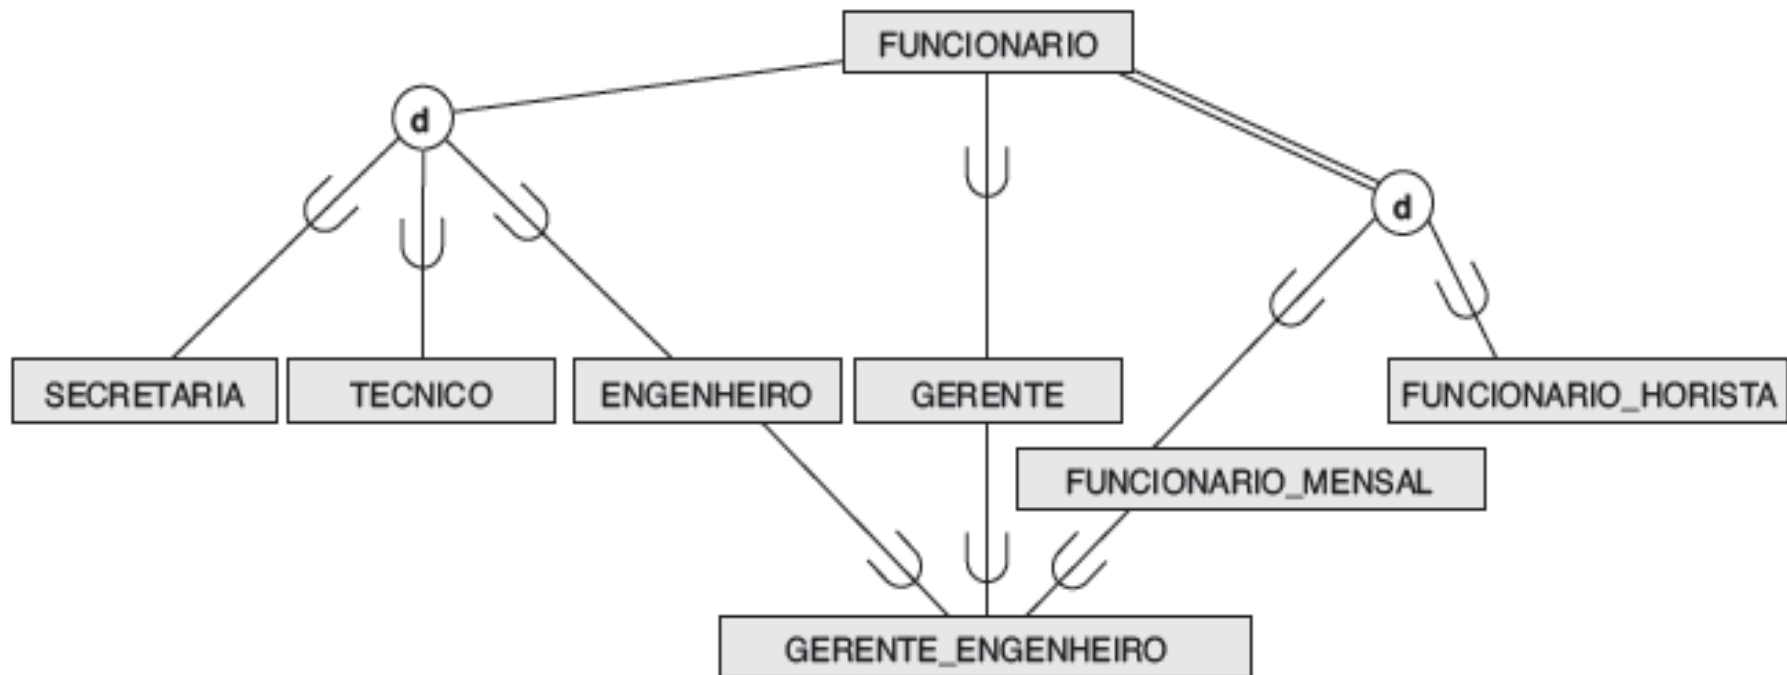 FUNCIONARIO
d
d
SECRETARIA
TECNICO
ENGENHEIRO
GERENTE
FUNCIONARIO_HORISTA
FUNCIONARIO_MENSAL
GERENTE_ENGENHEIRO